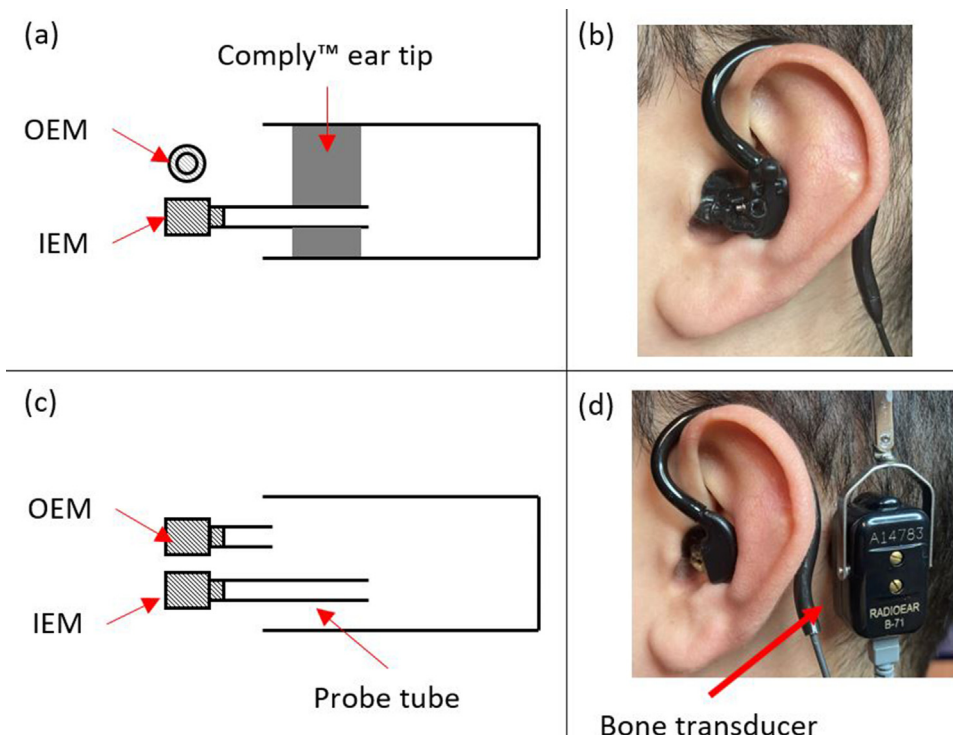 (a)
Comply™ ear tip
OEM
IEM
(b)
(c)
OEM
IEM
Probe tube
(d)
A14783
RADIOEAR
B-71
Bone transducer